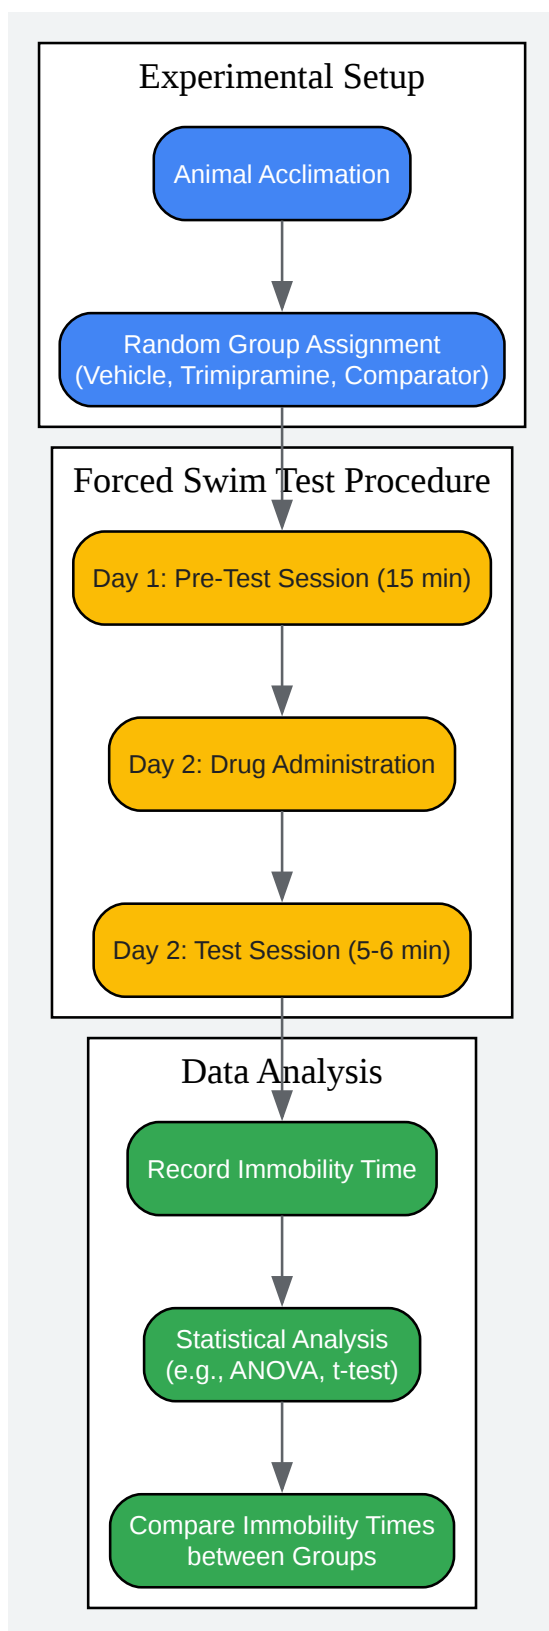 Experimental Setup
Animal Acclimation
Random Group Assignment
(Vehicle, Trimipramine, Comparator)
Forced Swim Test Procedure
Day 1: Pre-Test Session (15 min)
Day 2: Drug Administration
Day 2: Test Session (5-6 min)
Data Analysis
Record Immobility Time
Statistical Analysis
(e.g., ANOVA, t-test)
Compare Immobility Times
between Groups